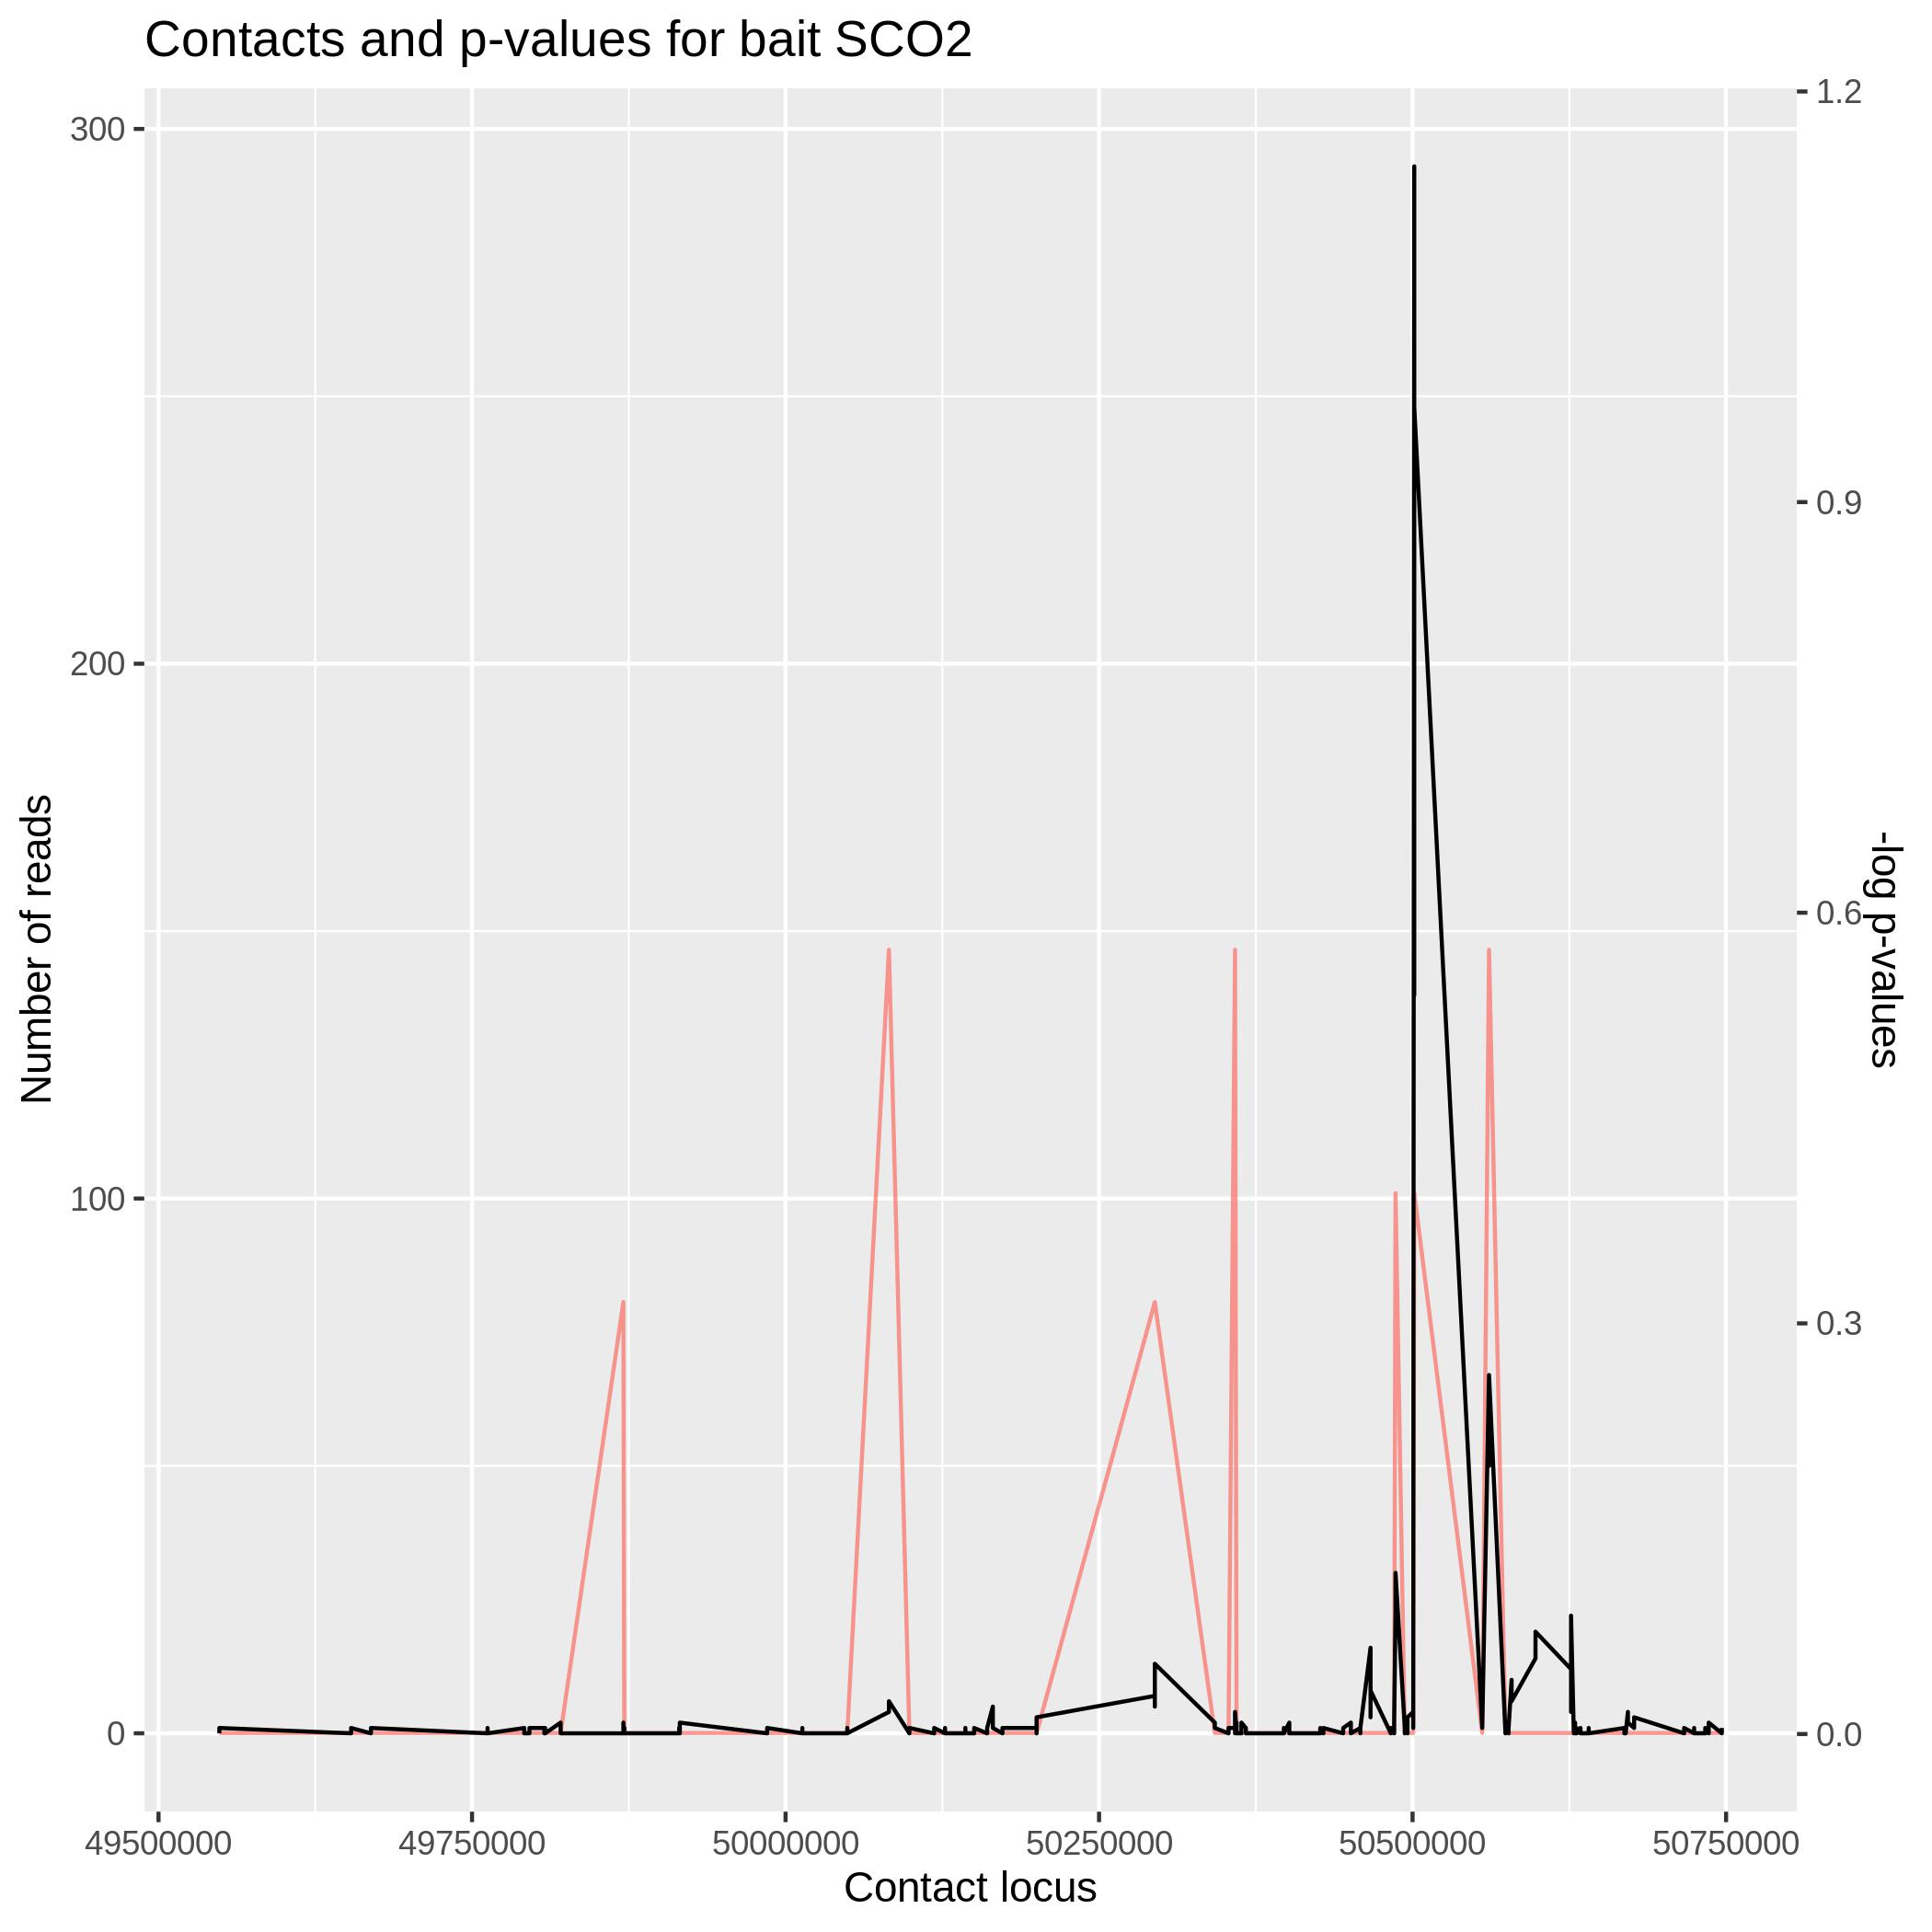 Contacts and p-values for bait SCO2
300
200
100
0
Number of reads
1.2
0.9
0.6
0.3
0.0
-log p-values
49500000 49750000 50000000 50250000 50500000 50750000
Contact locus